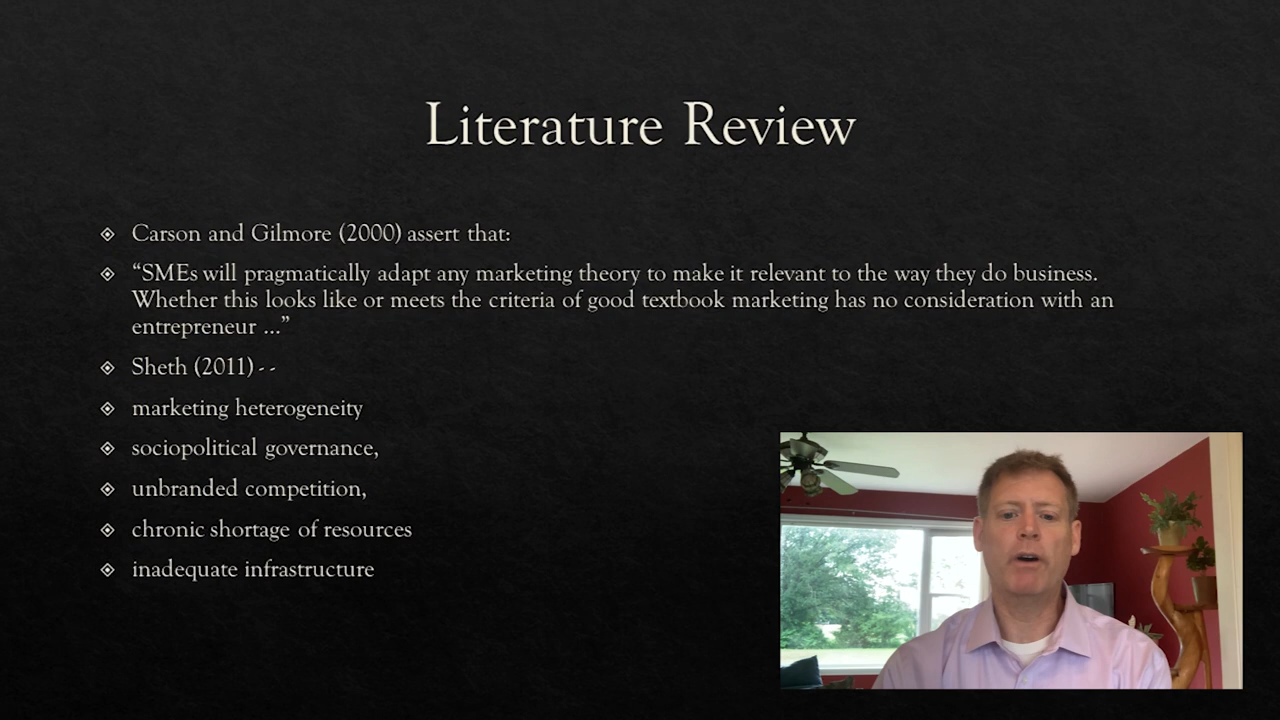 Literature Review
Carson and Gilmore (2000) assert that:
“SMEs will pragmatically adapt any marketing theory to make it relevant to the way they do business.
Whether this looks like or meets the criteria of good textbook marketing has no consideration with an
entrepreneur ...”
Sheth (2011) - -
marketing heterogeneity
sociopolitical governance,
unbranded competition,
chronic shortage of resources
inadequate infrastructure